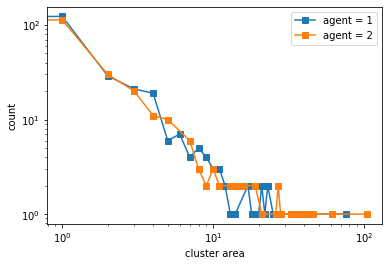 agent = 1
agent = 2
count
10²
10¹
10⁰
10⁰
10¹
10²
cluster area